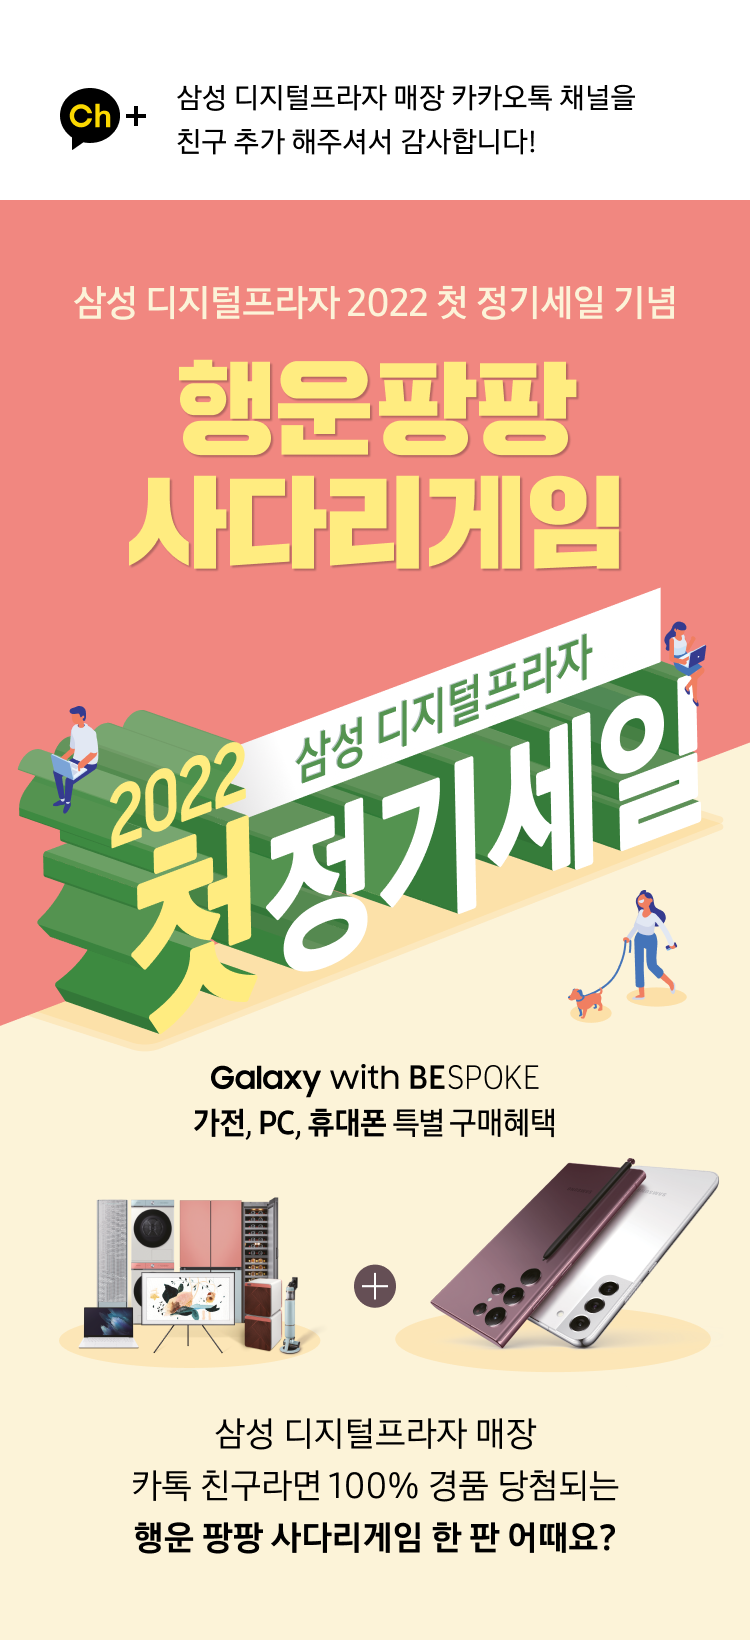 Ch+
삼성 디지털프라자 매장 카카오톡 채널을
친구 추가 해주셔서 감사합니다!
삼성 디지털프라자 2022 첫 정기세일 기념
행운팡팡
사다리게임
삼성 디지털프라자
2022
첫정기세일
Galaxy with BESPOKE
가전, PC, 휴대폰 특별 구매혜택
+
삼성 디지털프라자 매장
카톡 친구라면 100% 경품 당첨되는
행운 팡팡 사다리게임 한 판 어때요?